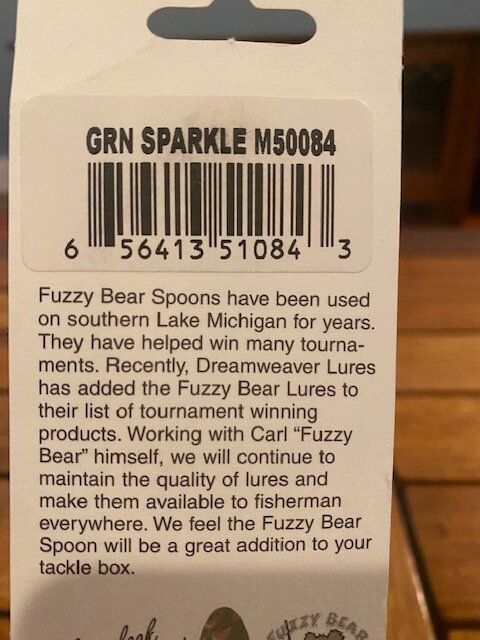 GRN SPARKLE M50084
6 56413 51084 3
Fuzzy Bear Spoons have been used
on southern Lake Michigan for years.
They have helped win many tourna-
ments. Recently, Dreamweaver Lures
has added the Fuzzy Bear Lures to
their list of tournament winning
products. Working with Carl “Fuzzy
Bear” himself, we will continue to
maintain the quality of lures and
make them available to fisherman
everywhere. We feel the Fuzzy Bear
Spoon will be a great addition to your
tackle box.
look
FUZZY BEAR